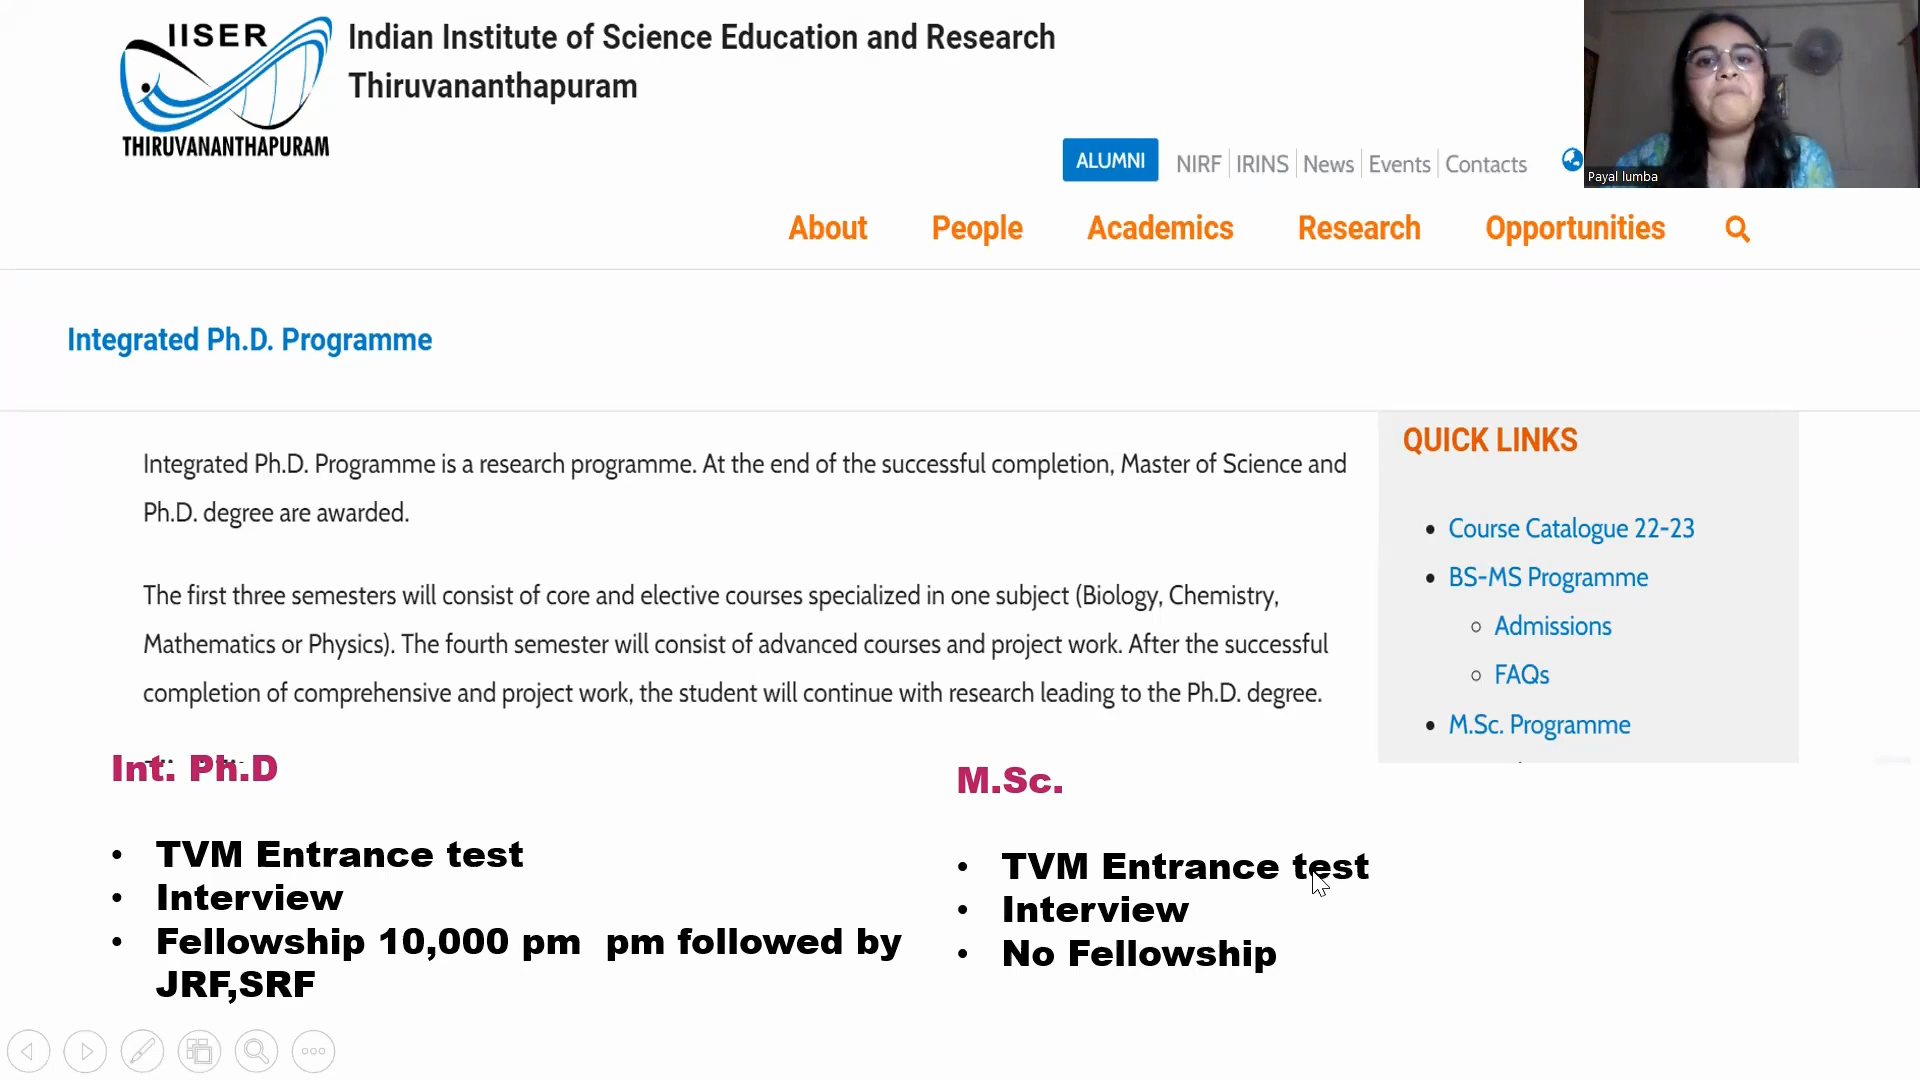 IISER
THIRUVANANTHAPURAM
Indian Institute of Science Education and Research
Thiruvananthapuram
Payal lumba
ALUMNI
NIRF
IRINS
News
Events
Contacts
About
People
Academics
Research
Opportunities
Integrated Ph.D. Programme
Integrated Ph.D. Programme is a research programme. At the end of the successful completion, Master of Science and
Ph.D. degree are awarded.
The first three semesters will consist of core and elective courses specialized in one subject (Biology, Chemistry,
Mathematics or Physics). The fourth semester will consist of advanced courses and project work. After the successful
completion of comprehensive and project work, the student will continue with research leading to the Ph.D. degree.
QUICK LINKS
• Course Catalogue 22-23
• BS-MS Programme
○ Admissions
○ FAQs
• M.Sc. Programme
Int. Ph.D
• TVM Entrance test
• Interview
• Fellowship 10,000 pm  pm followed by
JRF,SRF
M.Sc.
• TVM Entrance test
• Interview
• No Fellowship